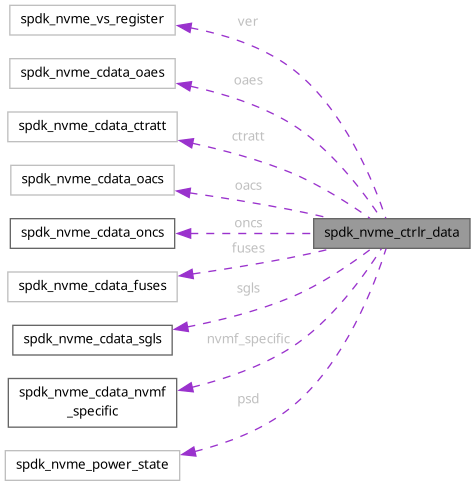 spdk_nvme_vs_register
ver
spdk_nvme_cdata_oaes
oaes
spdk_nvme_cdata_ctratt
ctratt
spdk_nvme_cdata_oacs
oacs
spdk_nvme_cdata_oncs
oncs
spdk_nvme_ctrlr_data
fuses
spdk_nvme_cdata_fuses
sgls
spdk_nvme_cdata_sgls
nvmf_specific
spdk_nvme_cdata_nvmf
_specific
psd
spdk_nvme_power_state